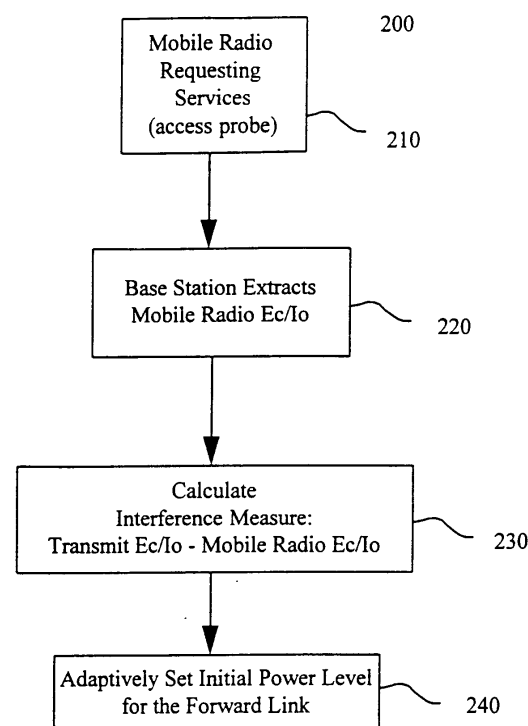 200
Mobile Radio
Requesting
Services
(access probe)
210
Base Station Extracts
Mobile Radio Ec/Io
220
Calculate
Interference Measure:
Transmit Ec/Io - Mobile Radio Ec/Io
230
Adaptively Set Initial Power Level
for the Forward Link
240